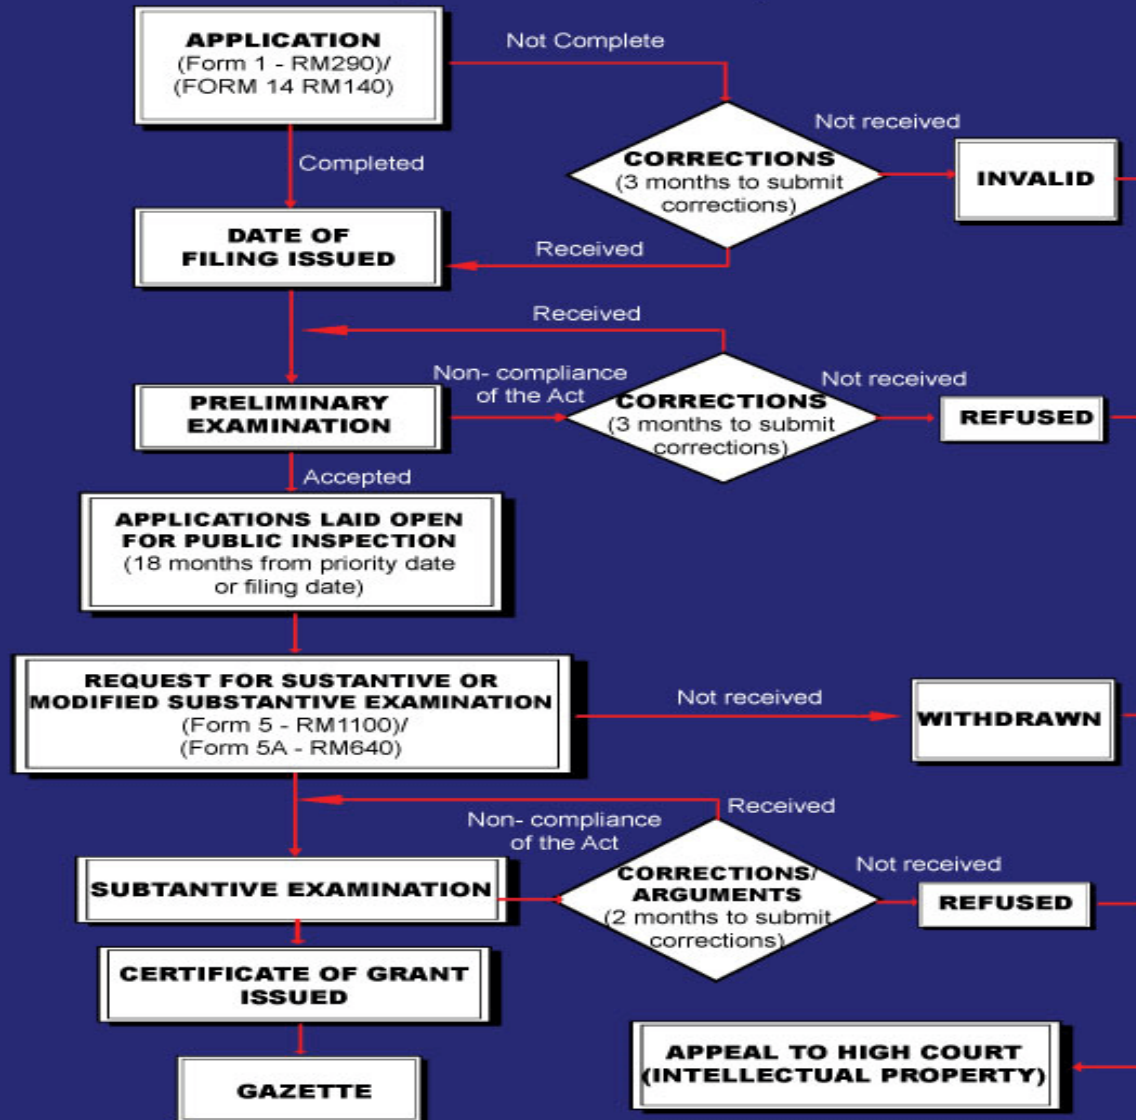 APPLICATION
(Form 1 - RM290)/
(FORM 14 RM140)
Not Complete
Completed
CORRECTIONS
(3 months to submit
corrections)
Not received
INVALID
DATE OF
FILING ISSUED
Received
Received
PRELIMINARY
EXAMINATION
Non- compliance
of the Act
CORRECTIONS
(3 months to submit
corrections)
Not received
REFUSED
Accepted
APPLICATIONS LAID OPEN
FOR PUBLIC INSPECTION
(18 months from priority date
or filing date)
REQUEST FOR SUSTANTIVE OR
MODIFIED SUBSTANTIVE EXAMINATION
(Form 5 - RM1100)/
(Form 5A - RM640)
Not received
WITHDRAWN
Received
Non- compliance
of the Act
SUBTANTIVE EXAMINATION
CORRECTIONS/
ARGUMENTS
(2 months to submit
corrections)
Not received
REFUSED
CERTIFICATE OF GRANT
ISSUED
GAZETTE
APPEAL TO HIGH COURT
(INTELLECTUAL PROPERTY)